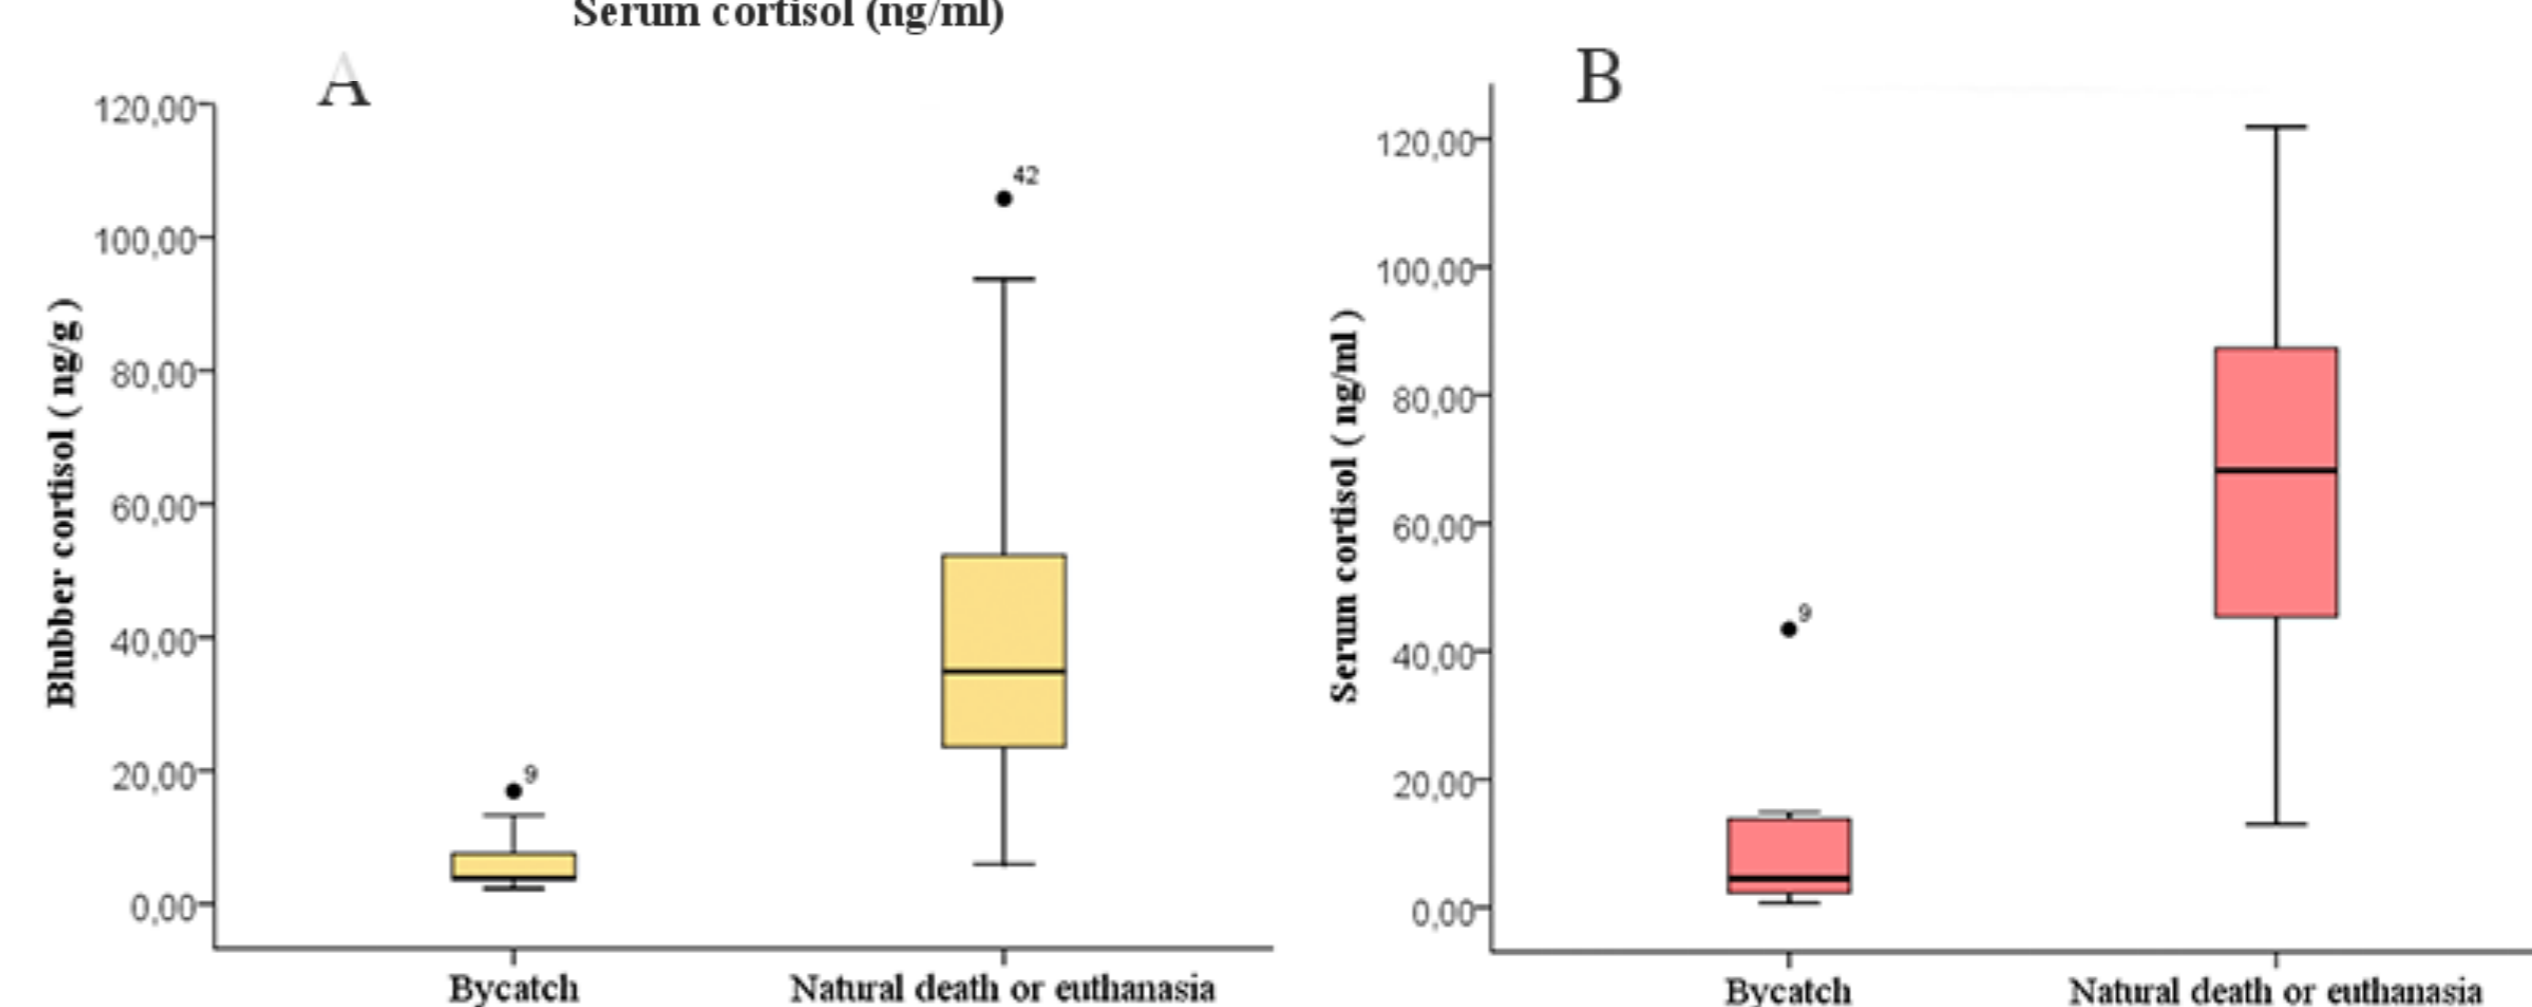 Serum cortisol (ng/ml)
A
120,00
100,00
80,00
60,00
40,00
20,00
0,00
Blubber cortisol ( ng/g )
42
9
Bycatch
Natural death or euthanasia
B
120,00
100,00
80,00
60,00
40,00
20,00
0,00
Serum cortisol ( ng/ml )
9
Bycatch
Natural death or euthanasia